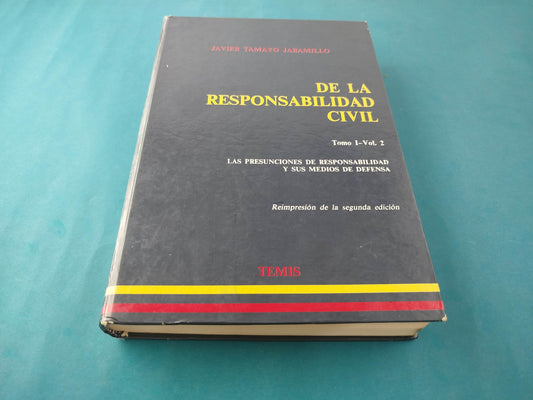 JAVIER TAMAYO JARAMILLO
DE LA
RESPONSABILIDAD
CIVIL
Tomo I-Vol. 2
LAS PRESUNCIONES DE RESPONSABILIDAD
Y SUS MEDIOS DE DEFENSA
Reimpresión de la segunda edición
TEMIS